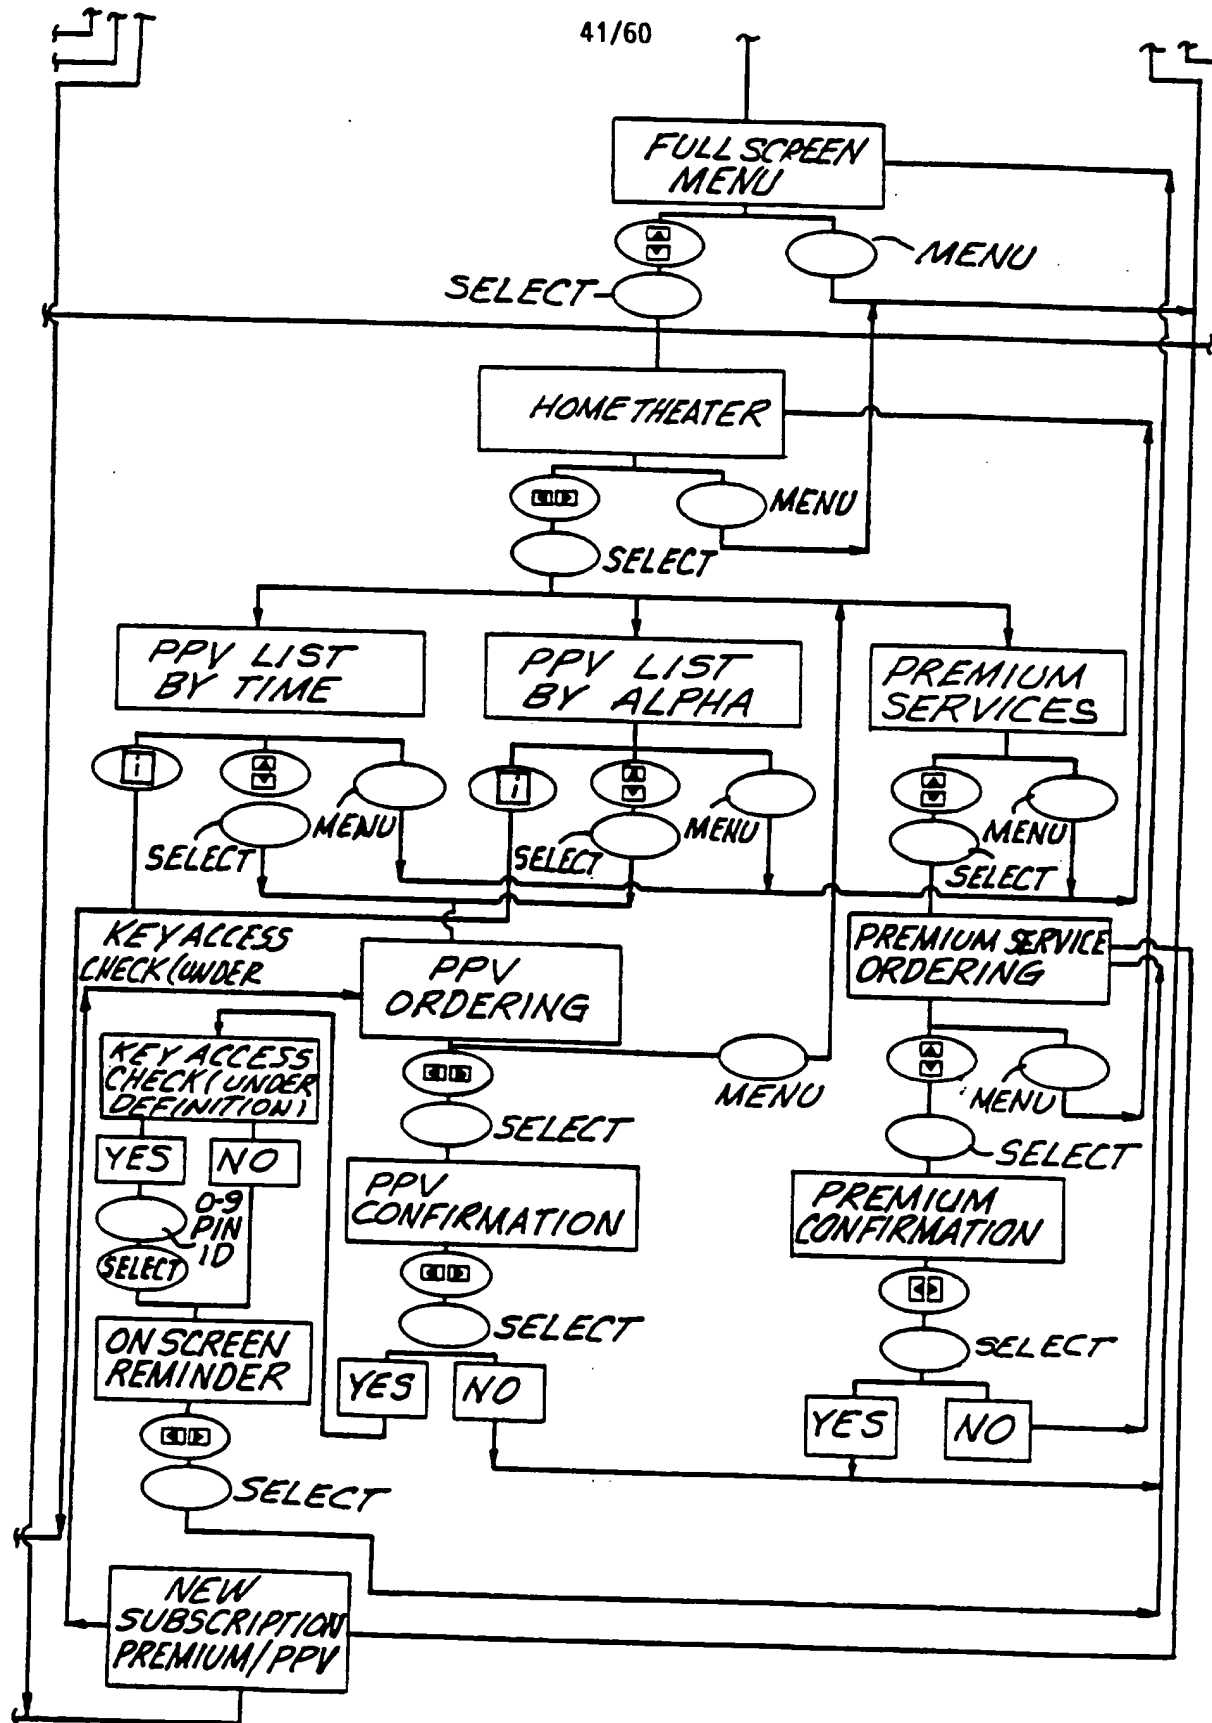 41/60
FULL SCREEN
MENU
MENU
SELECT
HOME THEATER
MENU
SELECT
PPV LIST
BY TIME
PPV LIST
BY ALPHA
PREMIUM
SERVICES
i
SELECT
MENU
i
SELECT
MENU
MENU
SELECT
KEY ACCESS
CHECK (UNDER
PPV
ORDERING
PREMIUM SERVICE
ORDERING
KEY ACCESS
CHECK (UNDER
DEFINITION)
MENU
MENU
SELECT
SELECT
YES
NO
0-9
PIN
ID
SELECT
PPV
CONFIRMATION
PREMIUM
CONFIRMATION
SELECT
SELECT
ON SCREEN
REMINDER
YES
NO
YES
NO
SELECT
NEW
SUBSCRIPTION
PREMIUM/PPV